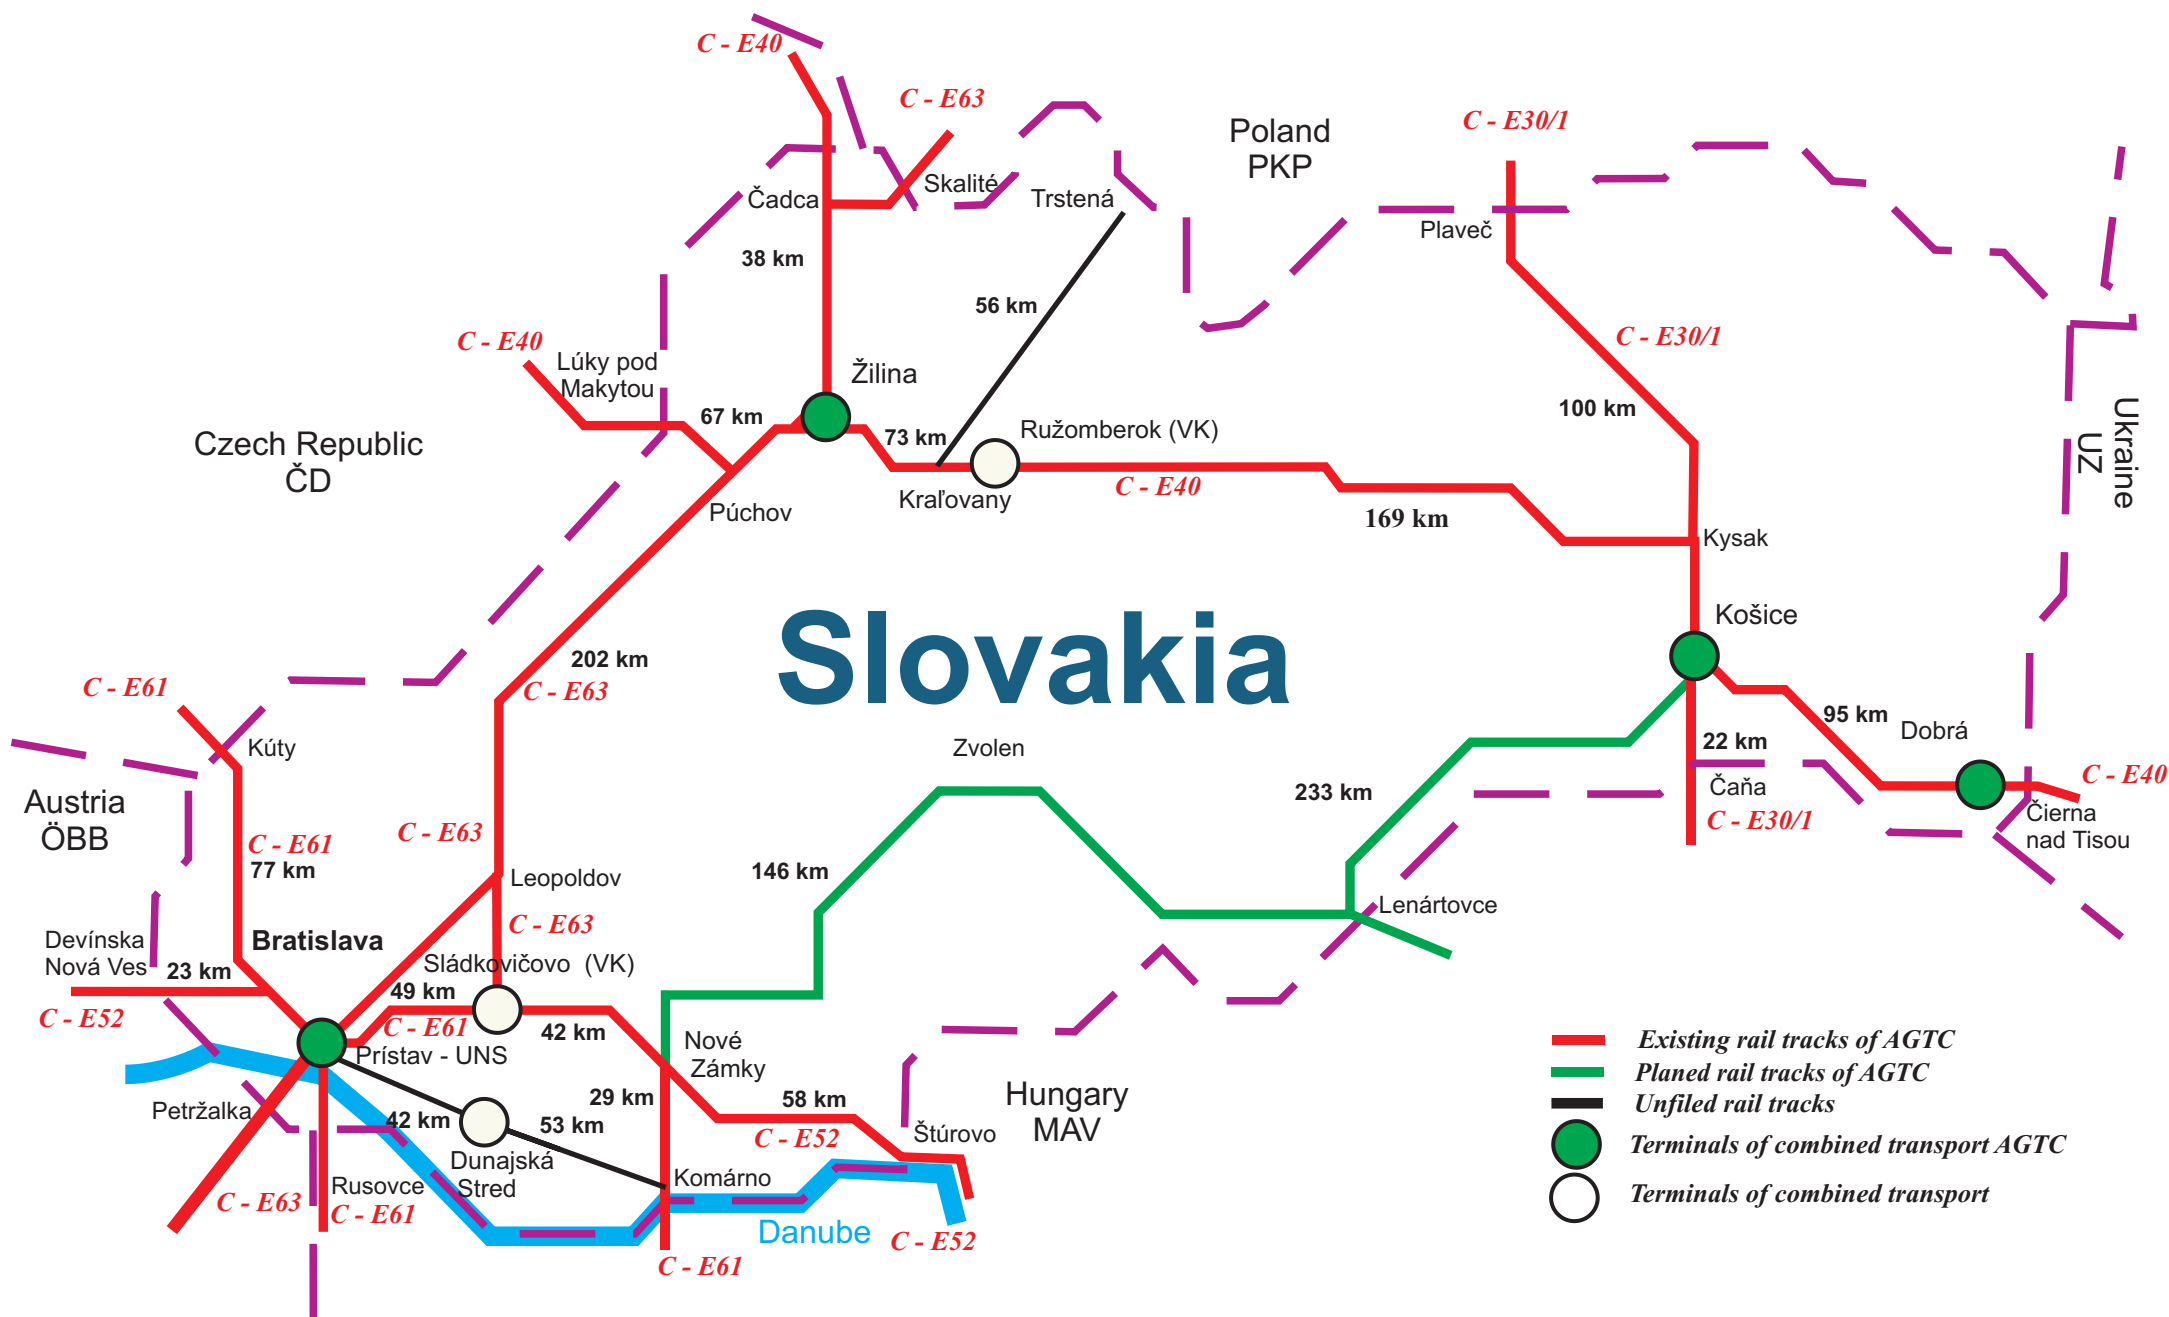 C - E40
C - E63
Poland
PKP
C - E30/1
Skalité
Čadca
Trstená
Plaveč
38 km
56 km
C - E40
C - E30/1
Lúky pod
Makytou
Žilina
67 km
100 km
Czech Republic
ČD
73 km
Ružomberok (VK)
Ukraine
UZ
C - E40
Kraľovany
Púchov
169 km
Kysak
Slovakia
Košice
202 km
C - E63
C - E61
95 km
Dobrá
Kúty
Zvolen
22 km
Čaňa
C - E40
233 km
Austria
ÖBB
C - E61
77 km
C - E63
C - E30/1
Čierna
nad Tisou
146 km
Leopoldov
Lenártovce
C - E63
Devínska
Nová Ves
Bratislava
23 km
Sládkovičovo (VK)
49 km
C - E52
C - E61
42 km
Prístav - UNS
Nové
Zámky
Existing rail tracks of AGTC
Planed rail tracks of AGTC
Unfiled rail tracks
Terminals of combined transport AGTC
Terminals of combined transport
Petržalka
42 km
53 km
29 km
58 km
C - E52
Hungary
MAV
Štúrovo
Dunajská
Stred
Komárno
Rusovce
C - E63
C - E61
Danube
C - E52
C - E61